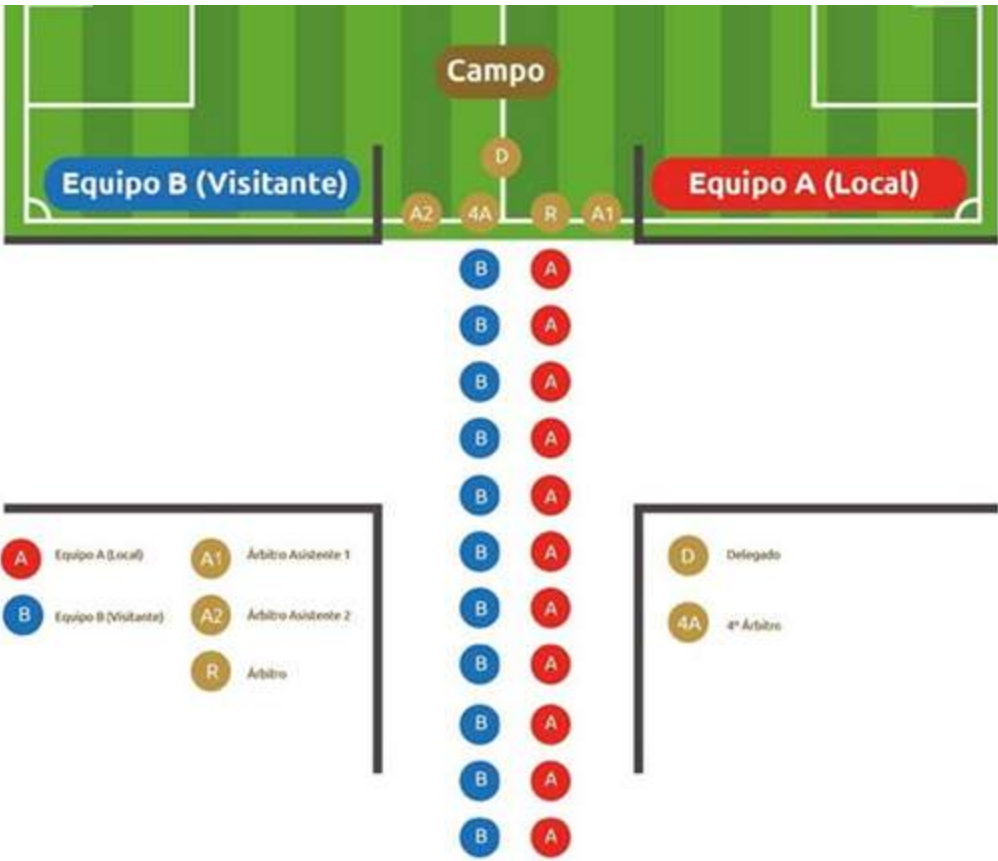 Campo
D
Equipo B (Visitante)
Equipo A (Local)
A2 4A R A1
B A
B A
B A
B A
B A
B A
B A
B A
B A
B A
B A
A Equipo A (Local)
B Equipo B (Visitante)
A1 Árbitro Asistente 1
A2 Árbitro Asistente 2
R Árbitro
D Delegado
4A 4º Árbitro